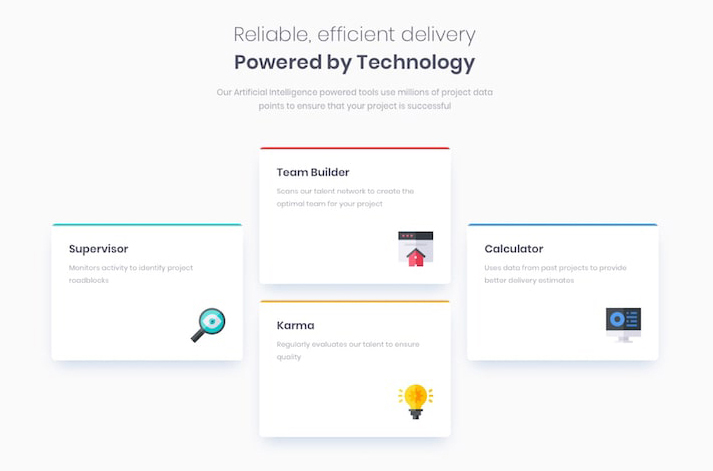 Reliable, efficient delivery
Powered by Technology
Our Artificial Intelligence powered tools use millions of project data
points to ensure that your project is successful
Supervisor
Monitors activity to identify project
roadblocks
Team Builder
Scans our talent network to create the
optimal team for your project
Karma
Regularly evaluates our talent to ensure
quality
Calculator
Uses data from past projects to provide
better delivery estimates